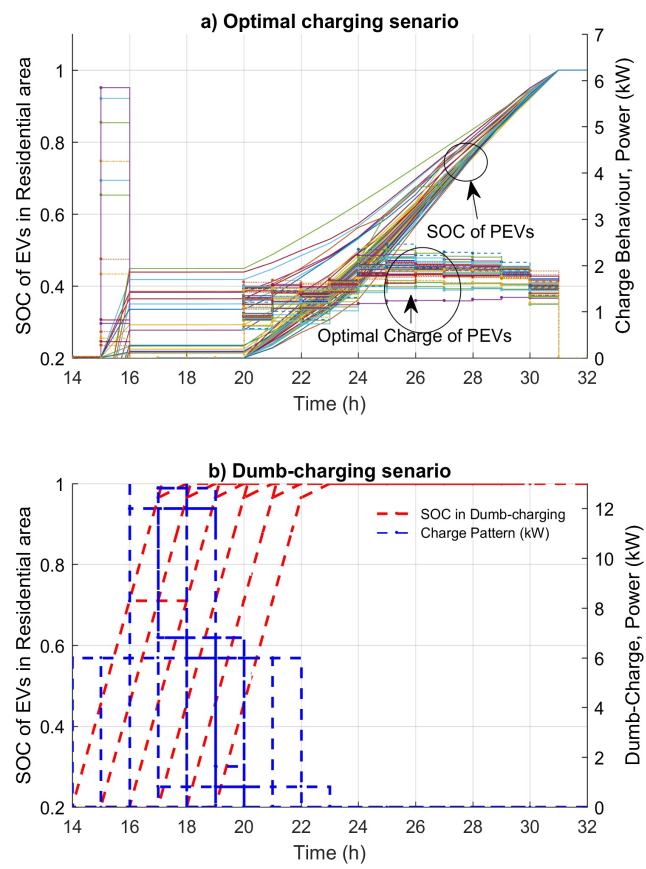 a) Optimal charging senario
SOC of EVs in Residential area
1
0.8
0.6
0.4
0.2
7
6
5
4
3
2
1
0
Charge Behaviour, Power (kW)
SOC of PEVs
Optimal Charge of PEVs
14 16 18 20 22 24 26 28 30 32
Time (h)
b) Dumb-charging senario
SOC of EVs in Residential area
1
0.8
0.6
0.4
0.2
SOC in Dumb-charging
Charge Pattern (kW)
12
10
8
6
4
2
0
Dumb-Charge, Power (kW)
14 16 18 20 22 24 26 28 30 32
Time (h)